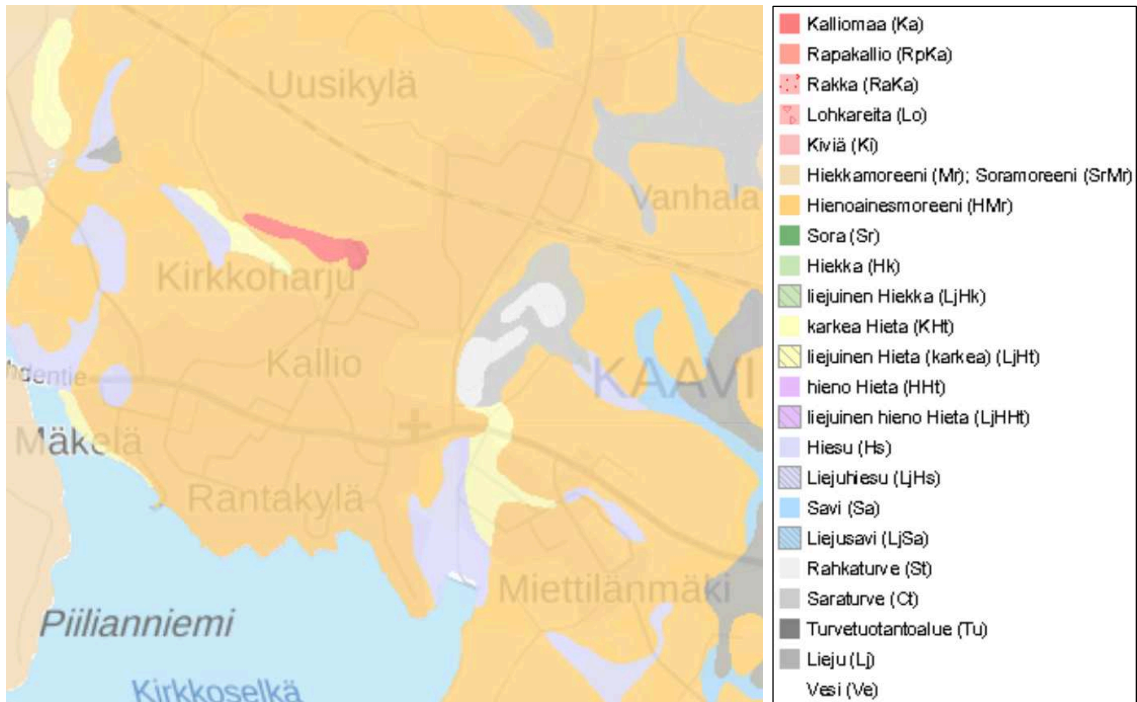 Uusikylä
Vanhala
Kirkkoharju
Kallio
KAAVI
hdentie
Mäkelä
Rantakylä
Miettilänmäki
Piilianniemi
Kirkkoselkä
Kalliomaa (Ka)
Rapakallio (RpKa)
Rakka (RaKa)
Lohkareita (Lo)
Kiviä (Ki)
Hiekkamoreeni (Mr); Soramoreeni (SrMr)
Hienoainesmoreeni (HMr)
Sora (Sr)
Hiekka (Hk)
liejuinen Hiekka (LjHk)
karkea Hieta (KHt)
liejuinen Hieta (karkea) (LjHt)
hieno Hieta (HHt)
liejuinen hieno Hieta (LjHHt)
Hiesu (Hs)
Liejuhiesu (LjHs)
Savi (Sa)
Liejusavi (LjSa)
Rahkaturve (St)
Saraturve (Ct)
Turvetuotantoalue (Tu)
Lieju (Lj)
Vesi (Ve)